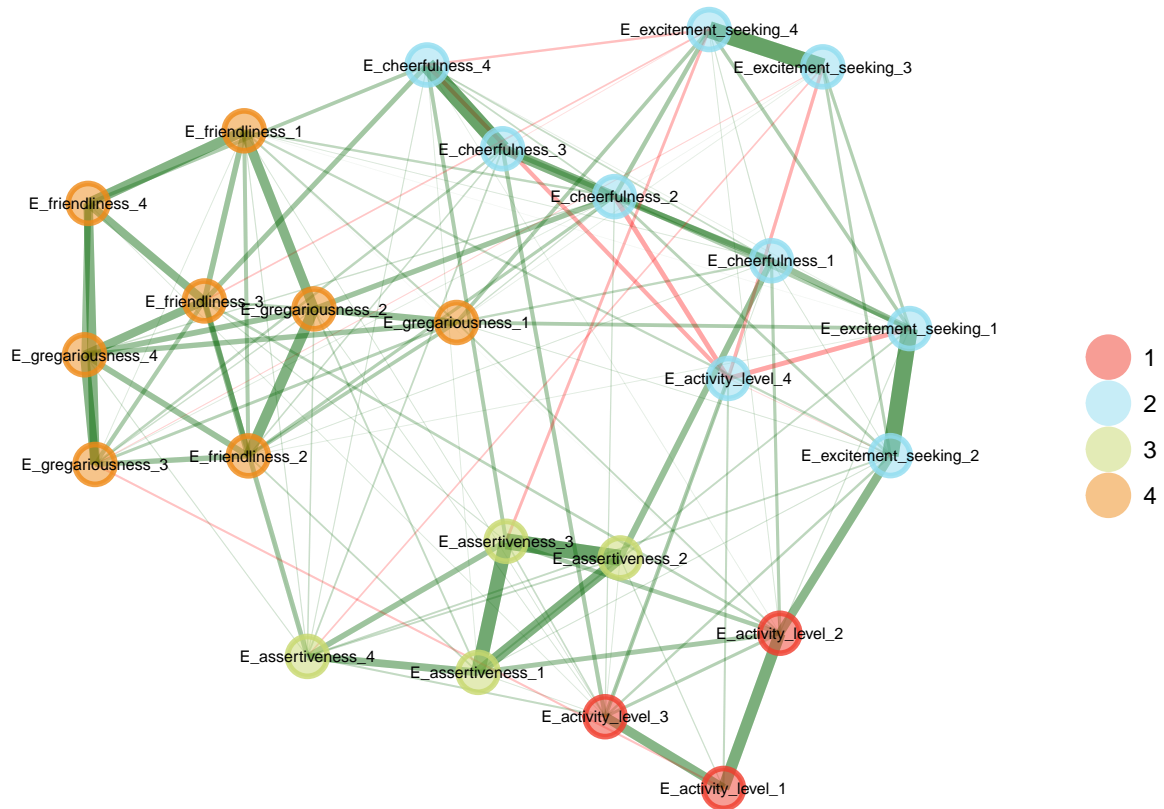 E_excitement_seeking_4
E_cheerfulness_4
E_excitement_seeking_3
E_friendliness_1
E_cheerfulness_3
E_cheerfulness_2
E_friendliness_4
E_cheerfulness_1
E_friendliness_3
E_gregariousness_2
E_gregariousness_1
E_excitement_seeking_1
E_gregariousness_4
E_activity_level_4
E_gregariousness_3
E_friendliness_2
E_excitement_seeking_2
E_assertiveness_3
E_assertiveness_2
E_activity_level_2
E_assertiveness_4
E_assertiveness_1
E_activity_level_3
E_activity_level_1
1
2
3
4